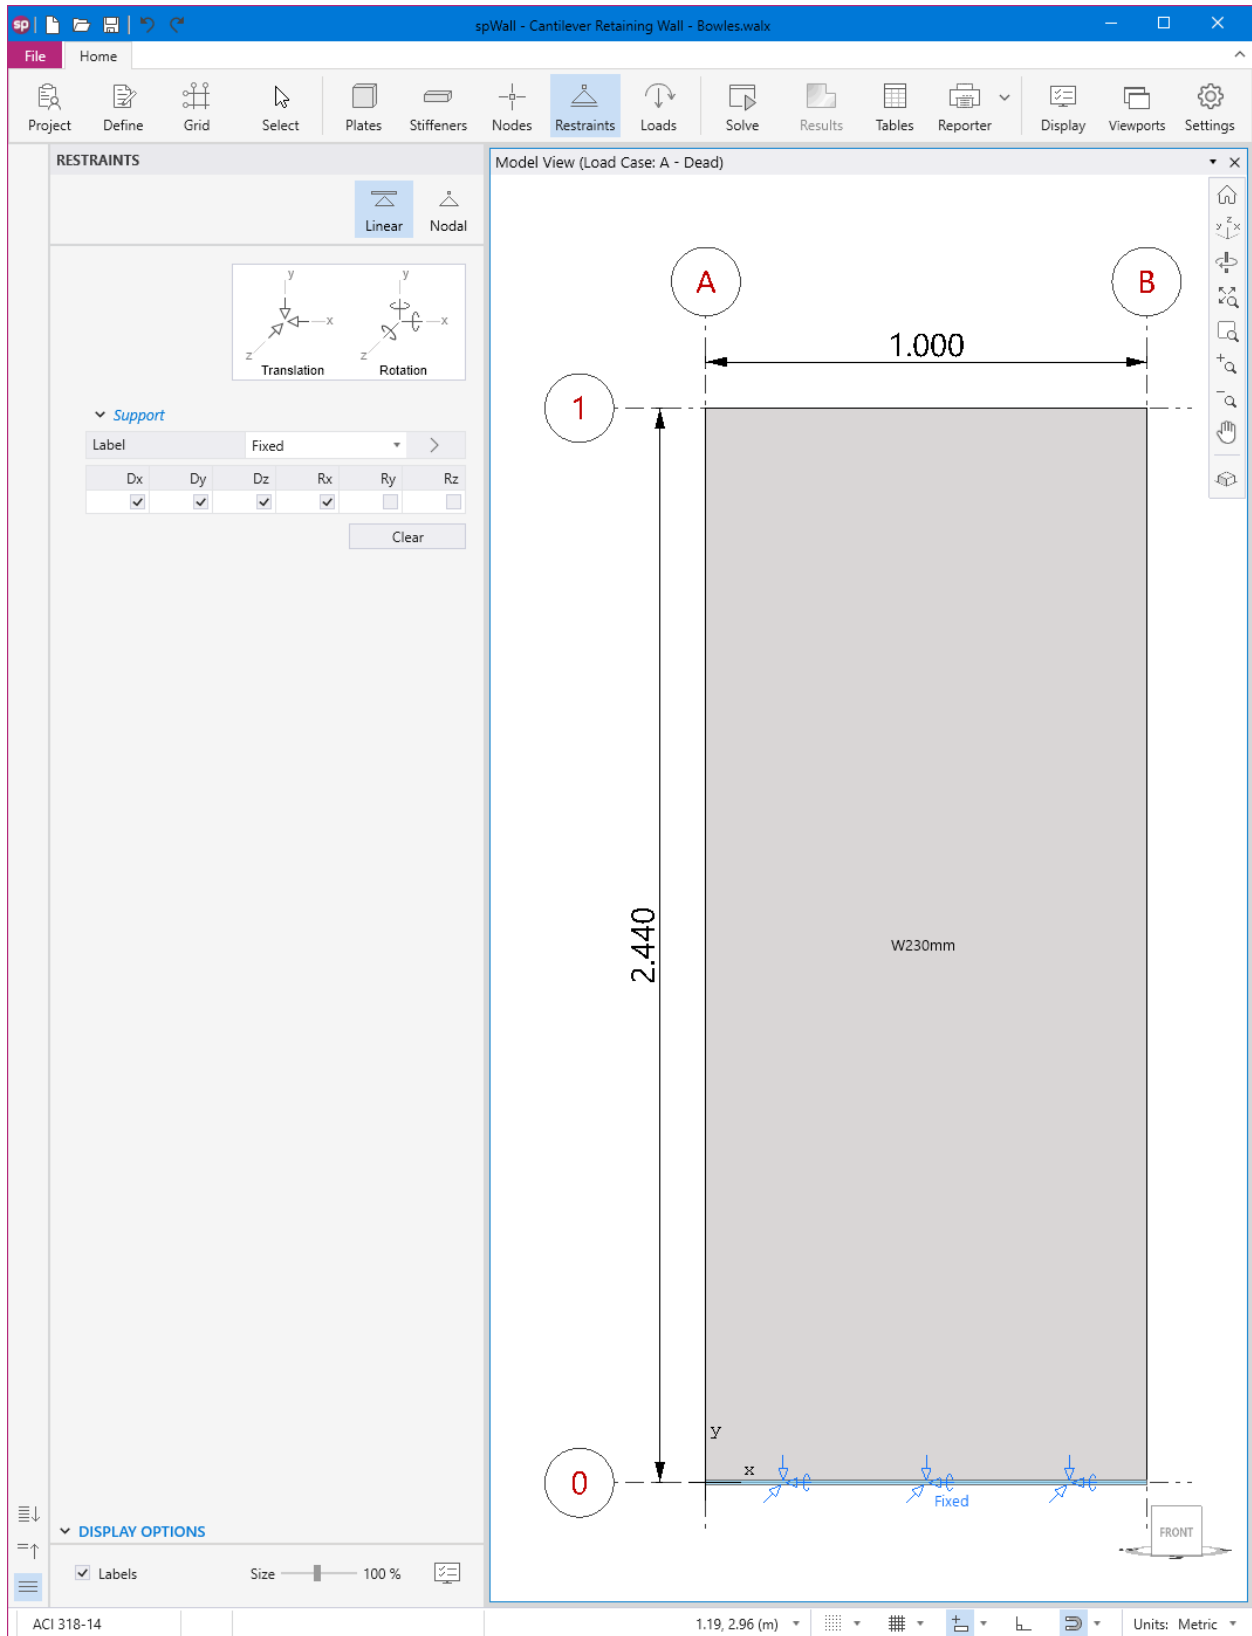 sp
spWall - Cantilever Retaining Wall - Bowles.walx
File Home
Project Define Grid Select Plates Stiffeners Nodes Restraints Loads Solve Results Tables Reporter Display Viewports Settings
RESTRAINTS
Linear Nodal
y y
x x
z z
Translation Rotation
Support
Label Fixed
Dx Dy Dz Rx Ry Rz
Clear
DISPLAY OPTIONS
Labels Size 100 %
Model View (Load Case: A - Dead)
z
y x
A B
1.000
1
2.440
W230mm
y
x
0
Fixed
FRONT
ACI 318-14
1.19, 2.96 (m)
Units: Metric